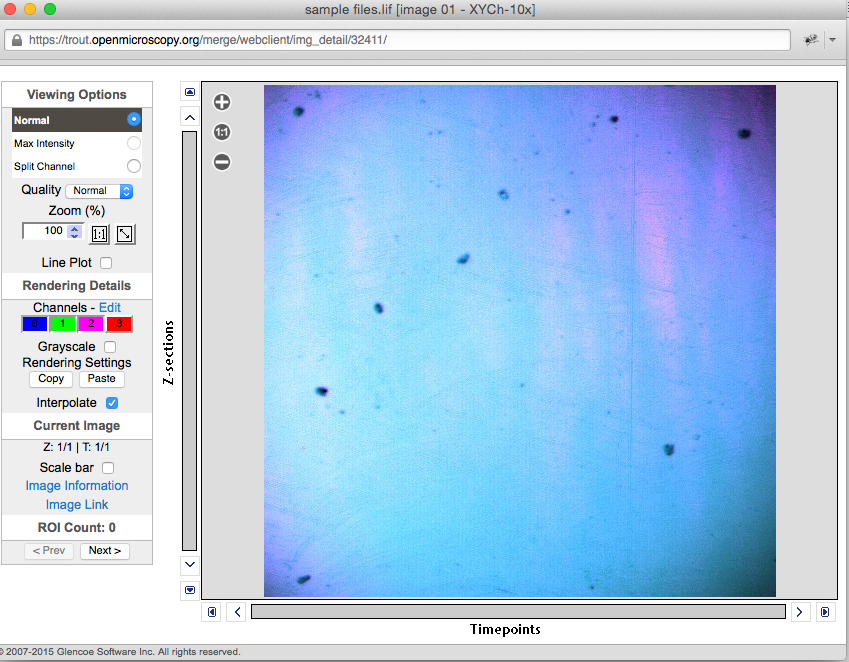 sample files.lif [image 01 - XYCh-10x]
https://trout.openmicroscopy.org/merge/webclient/img_detail/32411/
Viewing Options
Normal
Max Intensity
Split Channel
Quality Normal
Zoom (%)
100 1:1
Line Plot
Rendering Details
Channels - Edit
0 1 2 3
Grayscale
Rendering Settings
Copy Paste
Interpolate
Current Image
Z: 1/1 | T: 1/1
Scale bar
Image Information
Image Link
ROI Count: 0
< Prev Next >
Z-sections
1:1
Timepoints
© 2007-2015 Glencoe Software Inc. All rights reserved.